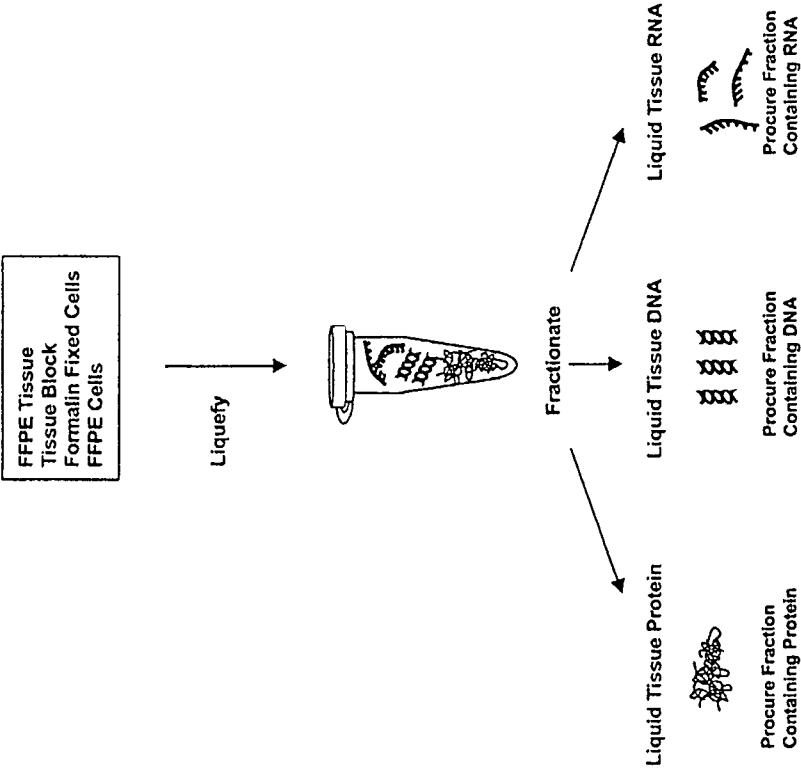 FFPE Tissue
Tissue Block
Formalin Fixed Cells
FFPE Cells
Liquefy
Fractionate
Liquid Tissue Protein
Procure Fraction
Containing Protein
Liquid Tissue DNA
Procure Fraction
Containing DNA
Liquid Tissue RNA
Procure Fraction
Containing RNA